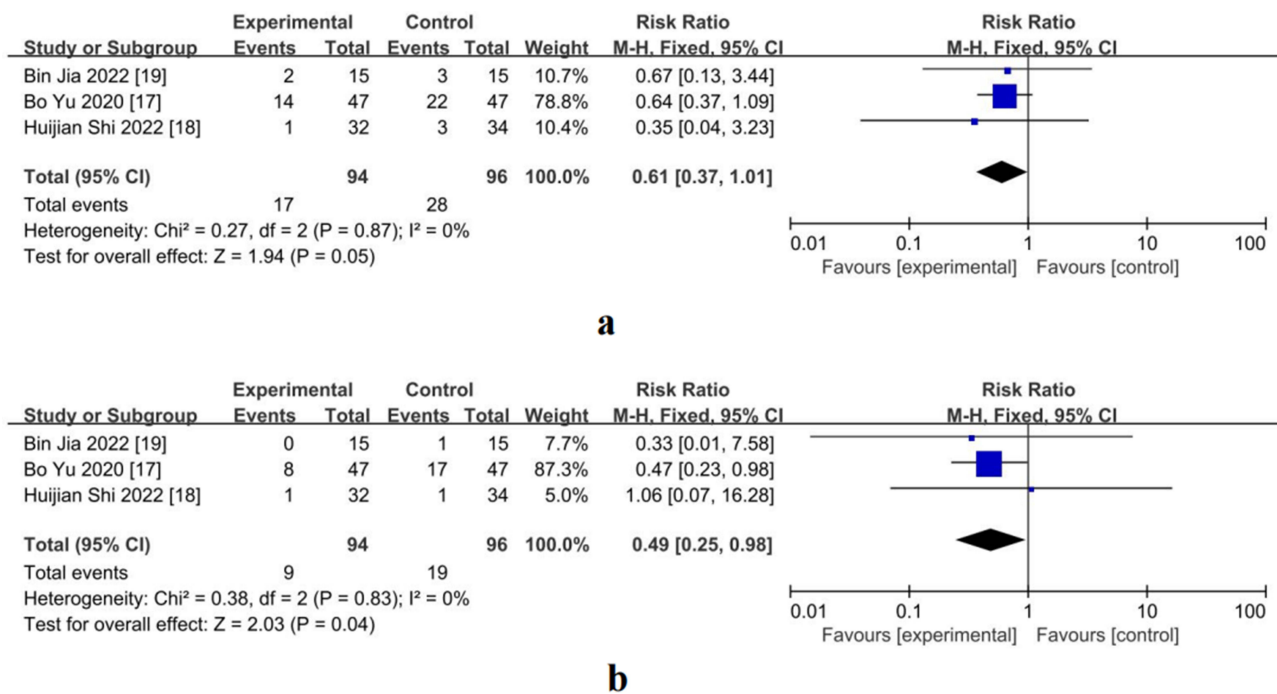 Experimental Control Risk Ratio Risk Ratio
Study or Subgroup Events Total Events Total Weight M-H, Fixed, 95% CI M-H, Fixed, 95% CI
Bin Jia 2022 [19] 2 15 3 15 10.7% 0.67 [0.13, 3.44]
Bo Yu 2020 [17] 14 47 22 47 78.8% 0.64 [0.37, 1.09]
Huijian Shi 2022 [18] 1 32 3 34 10.4% 0.35 [0.04, 3.23]
Total (95% CI) 94 96 100.0% 0.61 [0.37, 1.01]
Total events 17 28
Heterogeneity: Chi² = 0.27, df = 2 (P = 0.87); I² = 0%
Test for overall effect: Z = 1.94 (P = 0.05)
0.01 0.1 1 10 100
Favours [experimental] Favours [control]
a
Experimental Control Risk Ratio Risk Ratio
Study or Subgroup Events Total Events Total Weight M-H, Fixed, 95% CI M-H, Fixed, 95% CI
Bin Jia 2022 [19] 0 15 1 15 7.7% 0.33 [0.01, 7.58]
Bo Yu 2020 [17] 8 47 17 47 87.3% 0.47 [0.23, 0.98]
Huijian Shi 2022 [18] 1 32 1 34 5.0% 1.06 [0.07, 16.28]
Total (95% CI) 94 96 100.0% 0.49 [0.25, 0.98]
Total events 9 19
Heterogeneity: Chi² = 0.38, df = 2 (P = 0.83); I² = 0%
Test for overall effect: Z = 2.03 (P = 0.04)
0.01 0.1 1 10 100
Favours [experimental] Favours [control]
b